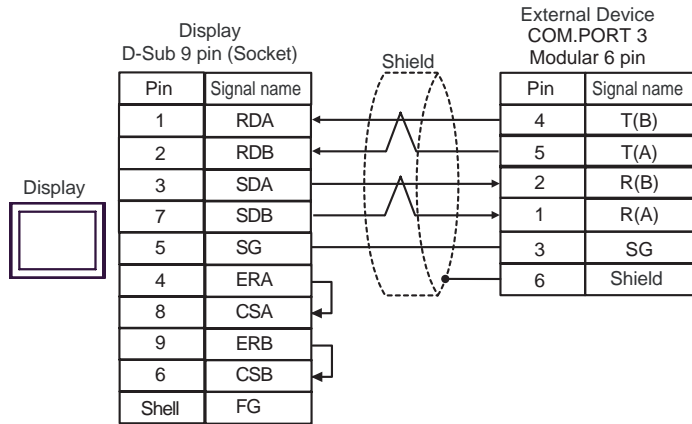 Display
D-Sub 9 pin (Socket)
Shield
External Device
COM.PORT 3
Modular 6 pin
Pin Signal name
1 RDA
2 RDB
3 SDA
7 SDB
5 SG
4 ERA
8 CSA
9 ERB
6 CSB
Shell FG
Display
Pin Signal name
4 T(B)
5 T(A)
2 R(B)
1 R(A)
3 SG
6 Shield